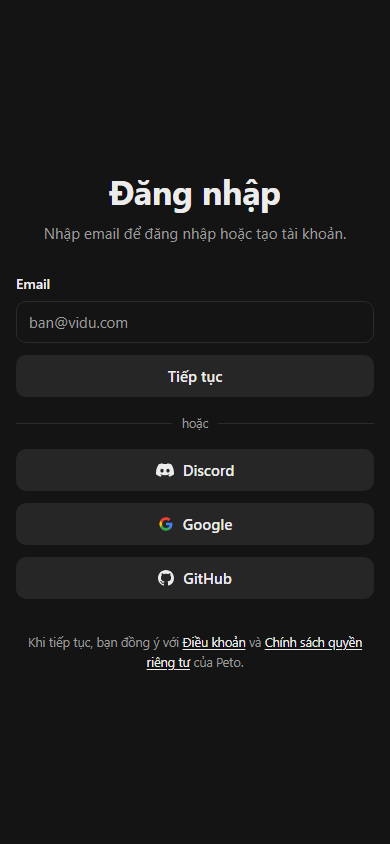 Đăng nhập
Nhập email để đăng nhập hoặc tạo tài khoản.
Email
ban@vidu.com
Tiếp tục
hoặc
Discord
Google
GitHub
Khi tiếp tục, bạn đồng ý với Điều khoản và Chính sách quyền
riêng tư của Peto.